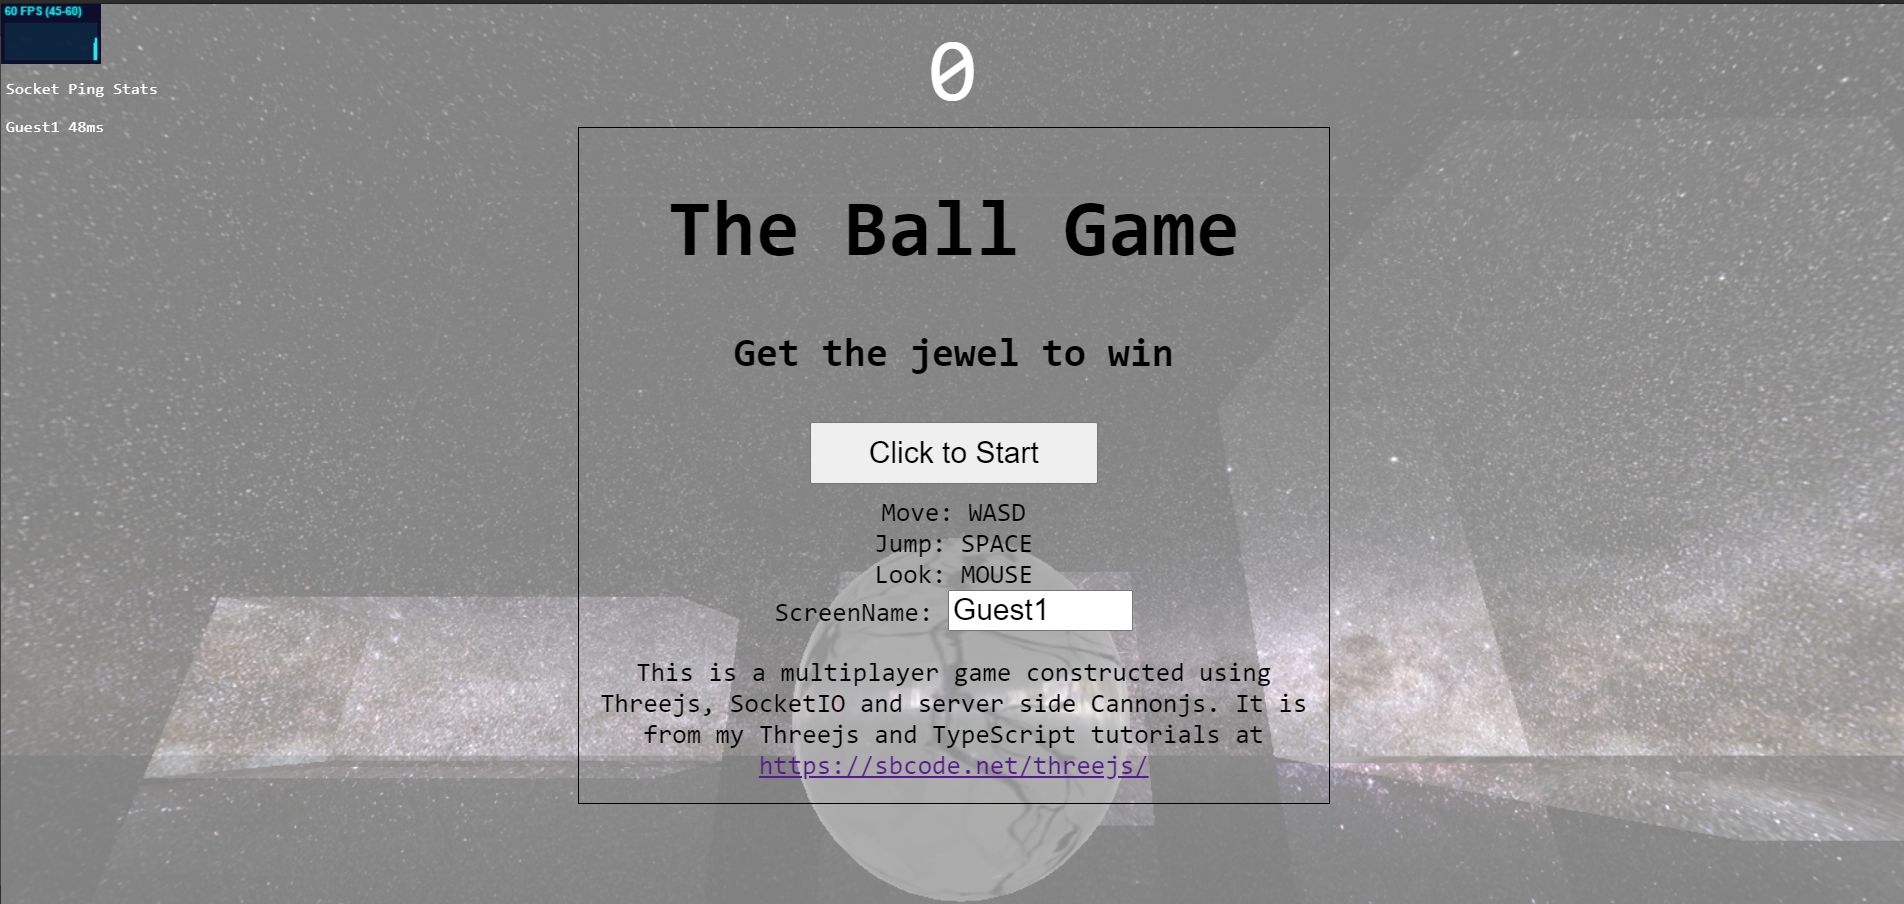 60 FPS (45-60)
Socket Ping Stats
Guest1 48ms
0
The Ball Game
Get the jewel to win
Click to Start
Move: WASD
Jump: SPACE
Look: MOUSE
ScreenName: Guest1
This is a multiplayer game constructed using
Threejs, SocketIO and server side Cannonjs. It is
from my Threejs and TypeScript tutorials at
https://sbcode.net/threejs/